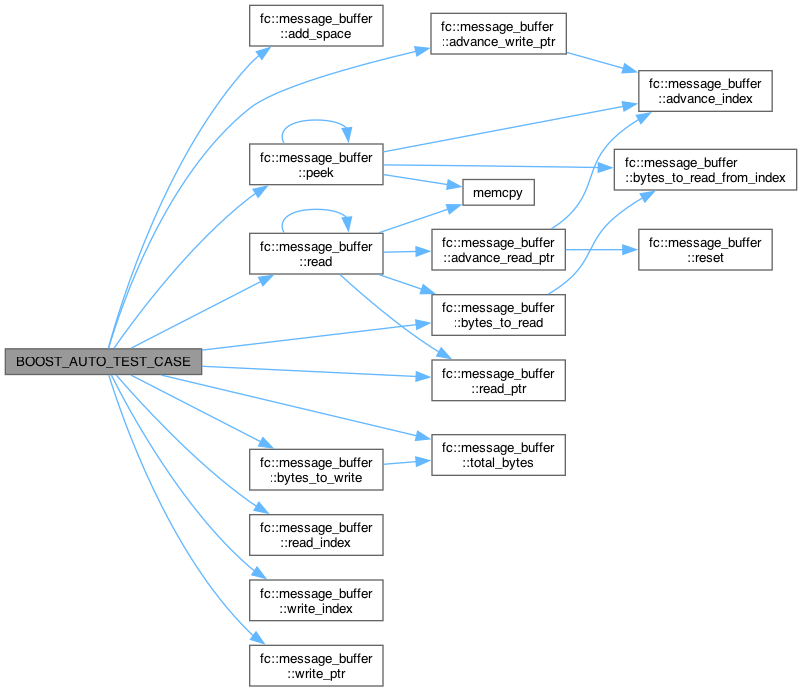 fc::message_buffer
::add_space
fc::message_buffer
::advance_write_ptr
fc::message_buffer
::advance_index
fc::message_buffer
::peek
fc::message_buffer
::bytes_to_read_from_index
memcpy
fc::message_buffer
::read
fc::message_buffer
::advance_read_ptr
fc::message_buffer
::reset
fc::message_buffer
::bytes_to_read
BOOST_AUTO_TEST_CASE
fc::message_buffer
::read_ptr
fc::message_buffer
::bytes_to_write
fc::message_buffer
::total_bytes
fc::message_buffer
::read_index
fc::message_buffer
::write_index
fc::message_buffer
::write_ptr